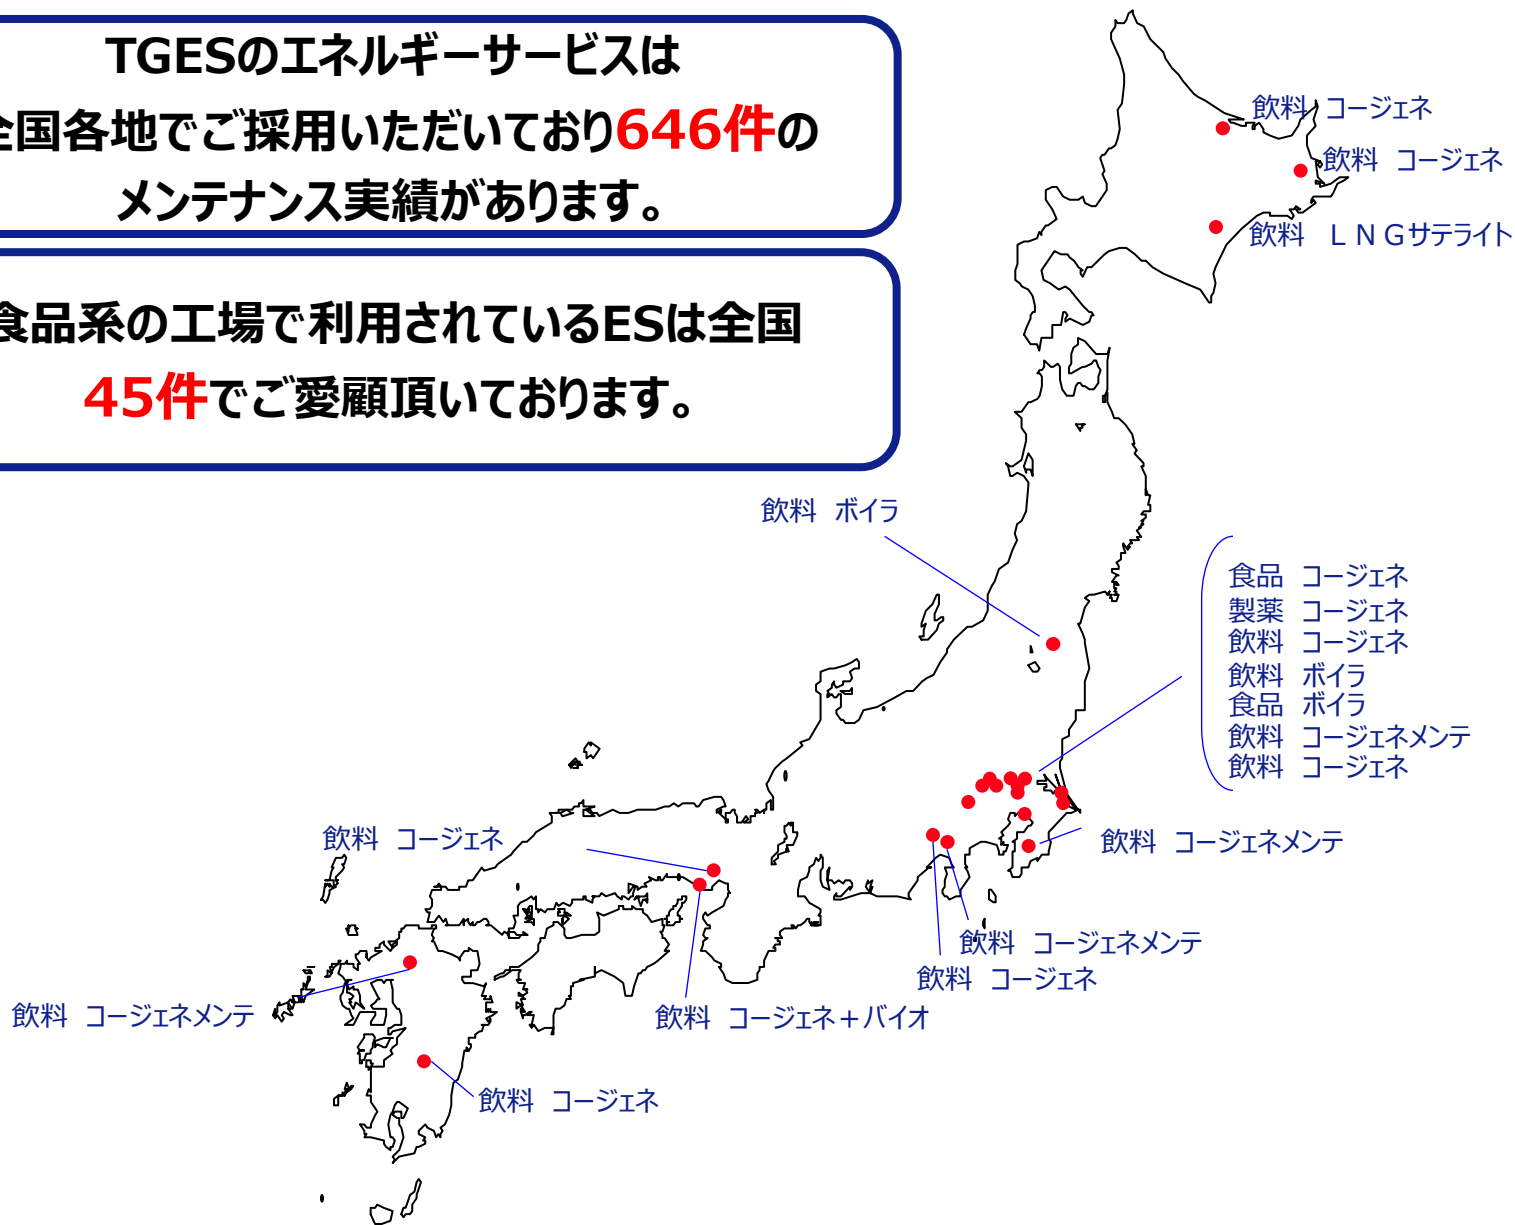 TGESのエネルギーサービスは
全国各地でご採用いただいており646件の
メンテナンス実績があります。
食品系の工場で利用されているESは全国
45件でご愛顧頂いております。
飲料 コージェネ
飲料 コージェネ
飲料 ＬＮＧサテライト
飲料 ボイラ
食品 コージェネ
製薬 コージェネ
飲料 コージェネ
飲料 ボイラ
食品 ボイラ
飲料 コージェネメンテ
飲料 コージェネ
飲料 コージェネ
飲料 コージェネメンテ
飲料 コージェネメンテ
飲料 コージェネ
飲料 コージェネメンテ
飲料 コージェネ＋バイオ
飲料 コージェネ